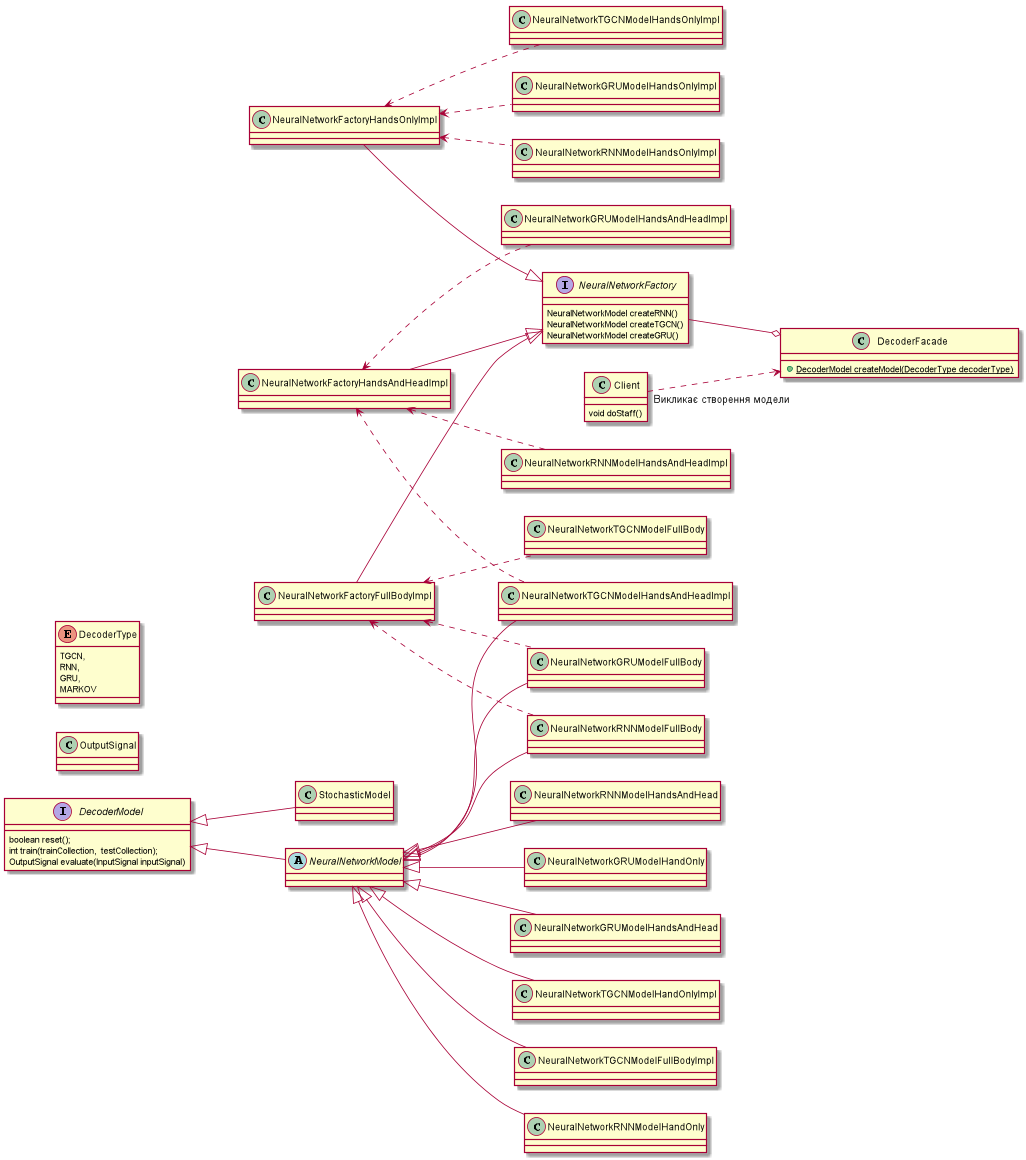 C NeuralNetworkTGCNModelHandsOnlyImpl
C NeuralNetworkGRUModelHandsOnlyImpl
C NeuralNetworkFactoryHandsOnlyImpl
C NeuralNetworkRNNModelHandsOnlyImpl
C NeuralNetworkGRUModelHandsAndHeadImpl
I NeuralNetworkFactory
NeuralNetworkModel createRNN()
NeuralNetworkModel createTGCN()
NeuralNetworkModel createGRU()
C DecoderFacade
DecoderModel createModel(DecoderType decoderType)
C NeuralNetworkFactoryHandsAndHeadImpl
C Client
void doStaff()
Викликає створення модели
C NeuralNetworkRNNModelHandsAndHeadImpl
C NeuralNetworkTGCNModelFullBody
C NeuralNetworkFactoryFullBodyImpl
C NeuralNetworkTGCNModelHandsAndHeadImpl
E DecoderType
TGCN,
RNN,
GRU,
MARKOV
C NeuralNetworkGRUModelFullBody
C NeuralNetworkRNNModelFullBody
C OutputSignal
C StochasticModel
C NeuralNetworkRNNModelHandsAndHead
I DecoderModel
boolean reset();
int train(trainCollection, testCollection);
OutputSignal evaluate(InputSignal inputSignal)
A NeuralNetworkModel
C NeuralNetworkGRUModelHandOnly
C NeuralNetworkGRUModelHandsAndHead
C NeuralNetworkTGCNModelHandOnlyImpl
C NeuralNetworkTGCNModelFullBodyImpl
C NeuralNetworkRNNModelHandOnly